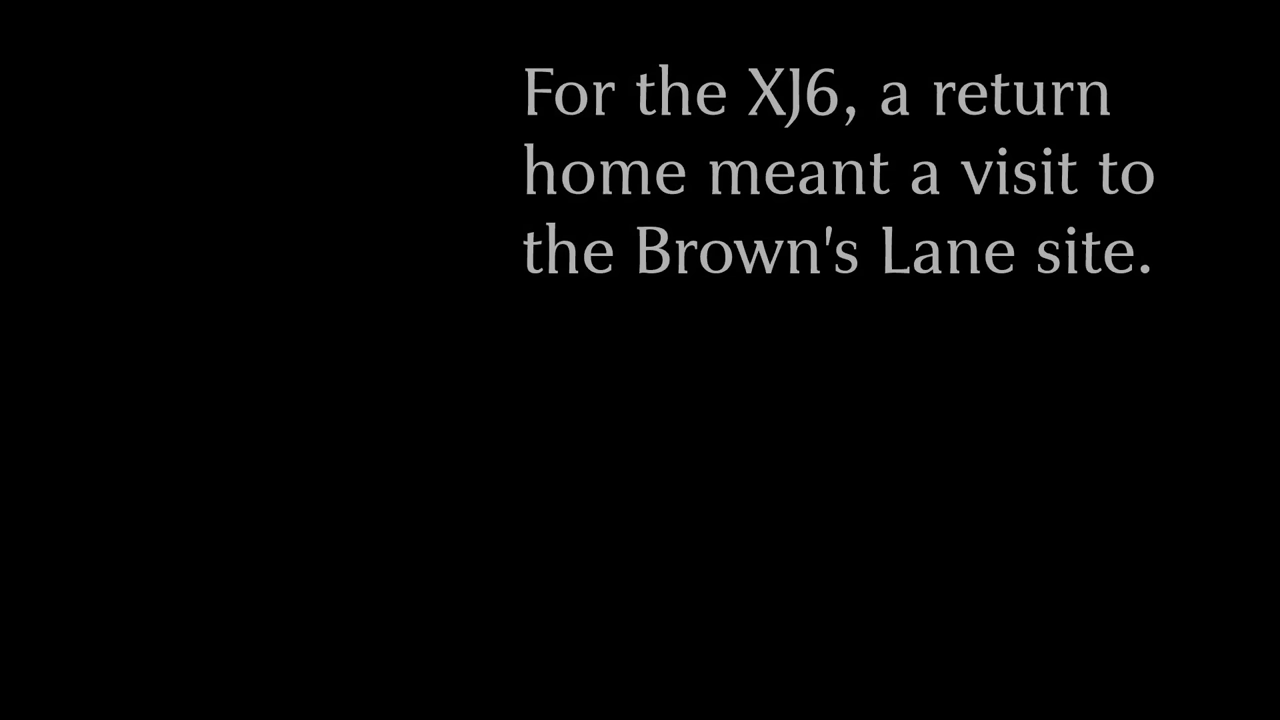 For the XJ6, a return
home meant a visit to
the Brown's Lane site.